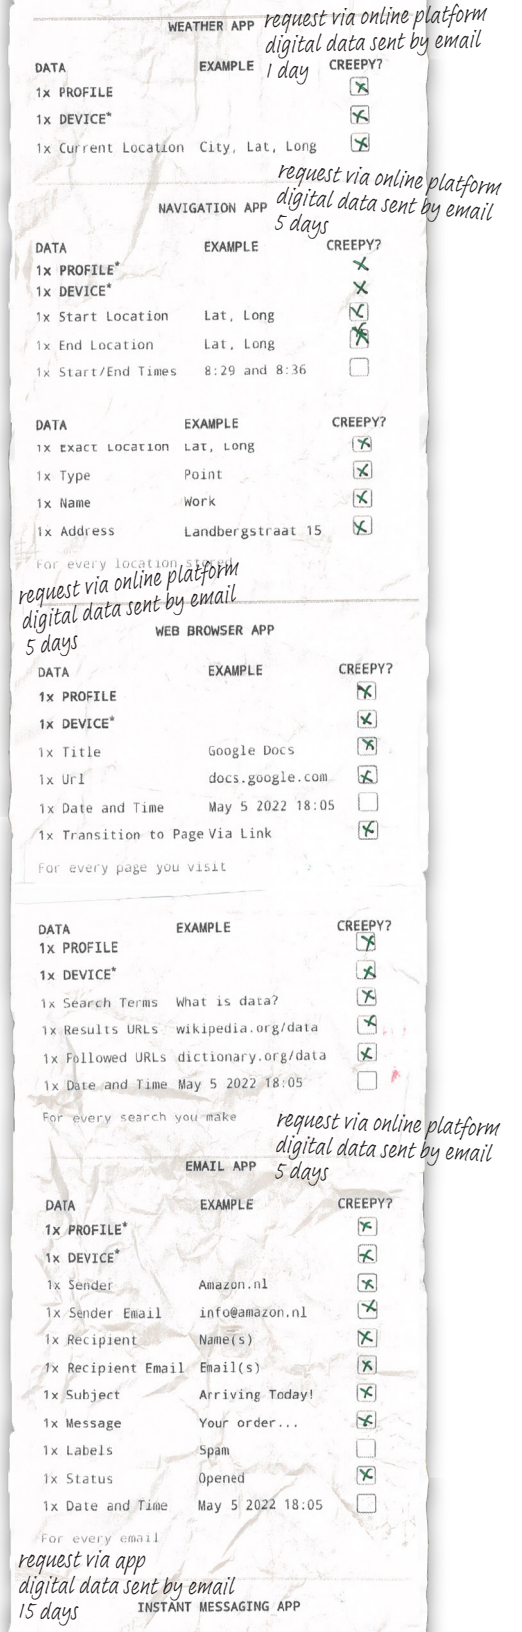 request via online platform
WEATHER APP digital data sent by email
1 day
DATA EXAMPLE CREEPY?
1x PROFILE
1x DEVICE*
1x Current Location City, Lat, Long
request via online platform
NAVIGATION APP digital data sent by email
5 days
DATA EXAMPLE CREEPY?
1x PROFILE*
1x DEVICE*
1x Start Location Lat, Long
1x End Location Lat, Long
1x Start/End Times 8:29 and 8:36
DATA EXAMPLE CREEPY?
1x Exact Location Lat, Long
1x Type Point
1x Name Work
1x Address Landbergstraat 15
For every location stored
request via online platform
digital data sent by email
5 days
WEB BROWSER APP
DATA EXAMPLE CREEPY?
1x PROFILE
1x DEVICE*
1x Title Google Docs
1x Url docs.google.com
1x Date and Time May 5 2022 18:05
1x Transition to Page Via Link
For every page you visit
DATA EXAMPLE CREEPY?
1x PROFILE
1x DEVICE*
1x Search Terms What is data?
1x Results URLs wikipedia.org/data
1x Followed URLs dictionary.org/data
1x Date and Time May 5 2022 18:05
For every search you make
request via online platform
digital data sent by email
EMAIL APP 5 days
DATA EXAMPLE CREEPY?
1x PROFILE*
1x DEVICE*
1x Sender Amazon.nl
1x Sender Email info@amazon.nl
1x Recipient Name(s)
1x Recipient Email Email(s)
1x Subject Arriving Today!
1x Message Your order...
1x Labels Spam
1x Status Opened
1x Date and Time May 5 2022 18:05
For every email
request via app
digital data sent by email
15 days
INSTANT MESSAGING APP